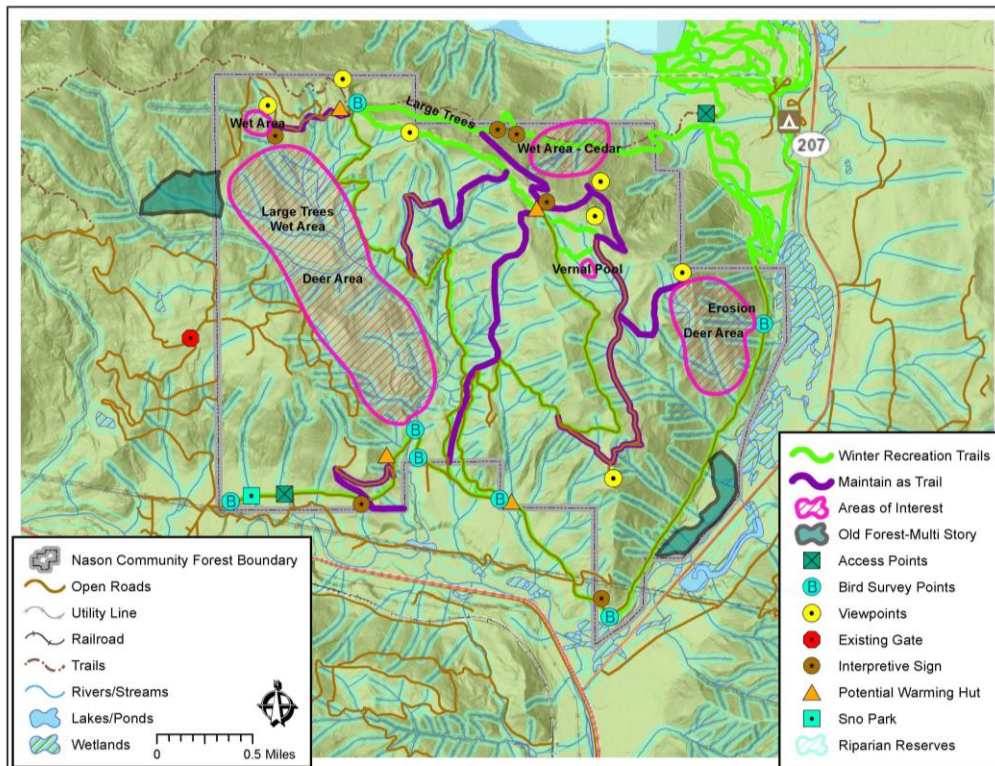 Large Trees
Wet Area
Wet Area - Cedar
207
Large Trees
Wet Area
Deer Area
Vernal Pool
Erosion
Deer Area
B
B
B
B
B
B
B
Nason Community Forest Boundary
Open Roads
Utility Line
Railroad
Trails
Rivers/Streams
Lakes/Ponds
Wetlands
0 0.5 Miles
Winter Recreation Trails
Maintain as Trail
Areas of Interest
Old Forest-Multi Story
Access Points
B Bird Survey Points
Viewpoints
Existing Gate
Interpretive Sign
Potential Warming Hut
Sno Park
Riparian Reserves